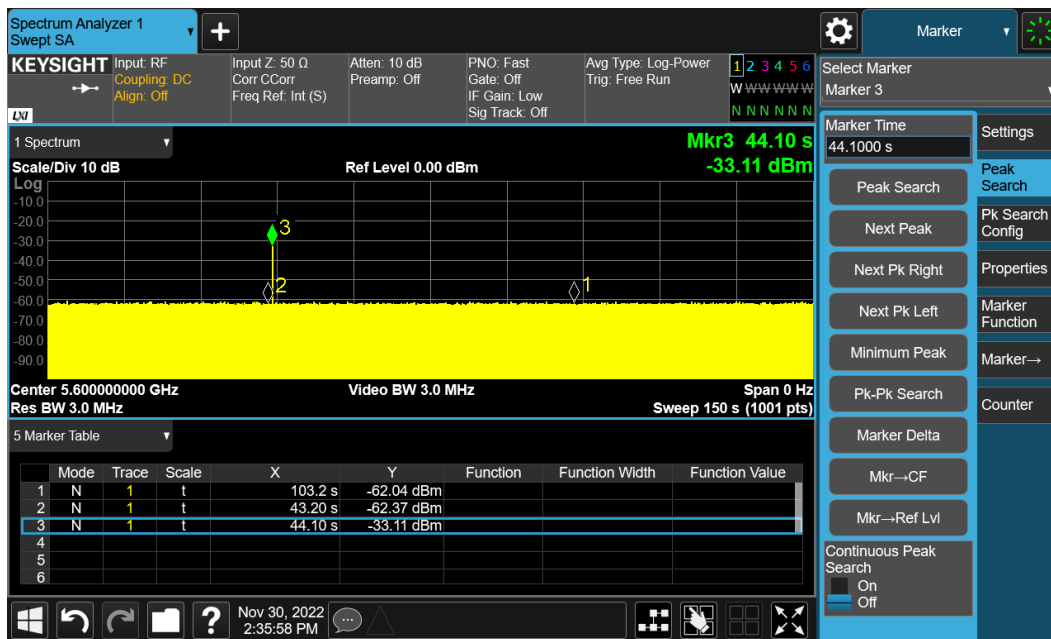 Spectrum Analyzer 1
Swept SA
Marker
KEYSIGHT
LXI
Input: RF
Coupling: DC
Align: Off
Input Z: 50 Ω
Corr CCorr
Freq Ref: Int (S)
Atten: 10 dB
Preamp: Off
PNO: Fast
Gate: Off
IF Gain: Low
Sig Track: Off
Avg Type: Log-Power
Trig: Free Run
1 2 3 4 5 6
W W W W W W
N N N N N N
Select Marker
Marker 3
1 Spectrum
Mkr3 44.10 s
-33.11 dBm
Scale/Div 10 dB
Ref Level 0.00 dBm
Log
-10.0
-20.0
-30.0
-40.0
-50.0
-60.0
-70.0
-80.0
-90.0
3
2
1
Center 5.600000000 GHz
Video BW 3.0 MHz
Span 0 Hz
Res BW 3.0 MHz
Sweep 150 s (1001 pts)
5 Marker Table
Mode Trace Scale X Y Function Function Width Function Value
1 N 1 t 103.2 s -62.04 dBm
2 N 1 t 43.20 s -62.37 dBm
3 N 1 t 44.10 s -33.11 dBm
4
5
6
Marker Time
44.1000 s
Peak Search
Next Peak
Next Pk Right
Next Pk Left
Minimum Peak
Pk-Pk Search
Marker Delta
Mkr→CF
Mkr→Ref Lvl
Continuous Peak
Search
On
Off
Settings
Peak
Search
Pk Search
Config
Properties
Marker
Function
Marker→
Counter
?
Nov 30, 2022
2:35:58 PM